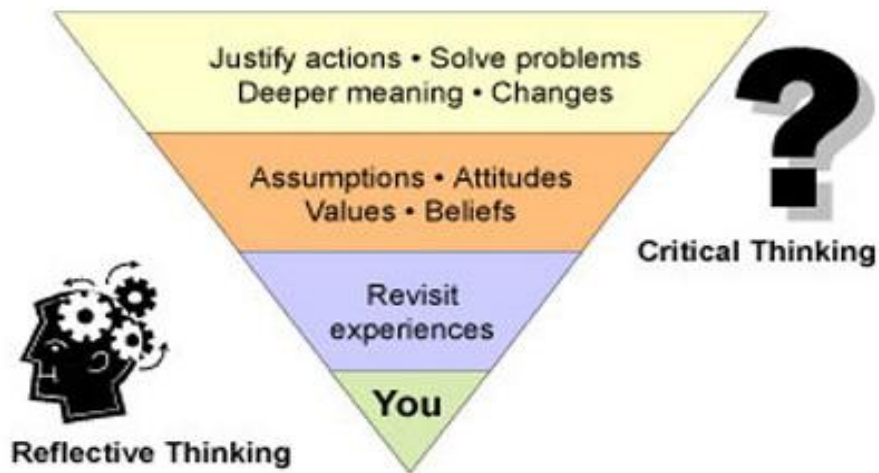 Justify actions • Solve problems
Deeper meaning • Changes
Assumptions • Attitudes
Values • Beliefs
Critical Thinking
Revisit
experiences
You
Reflective Thinking